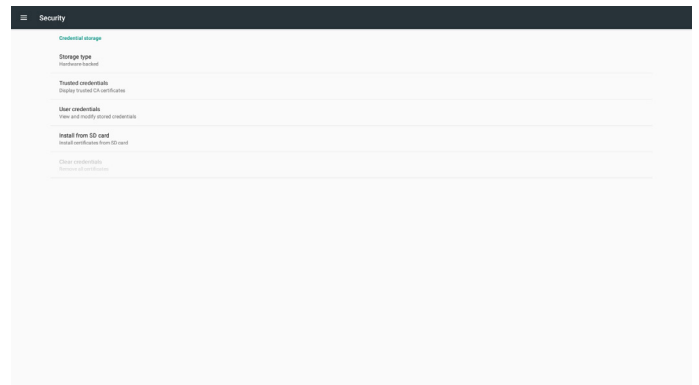 Security
Credential storage
Storage type
Hardware-backed
Trusted credentials
Display trusted CA certificates
User credentials
View and modify stored credentials
Install from SD card
Install certificates from SD card
Clear credentials
Remove all certificates